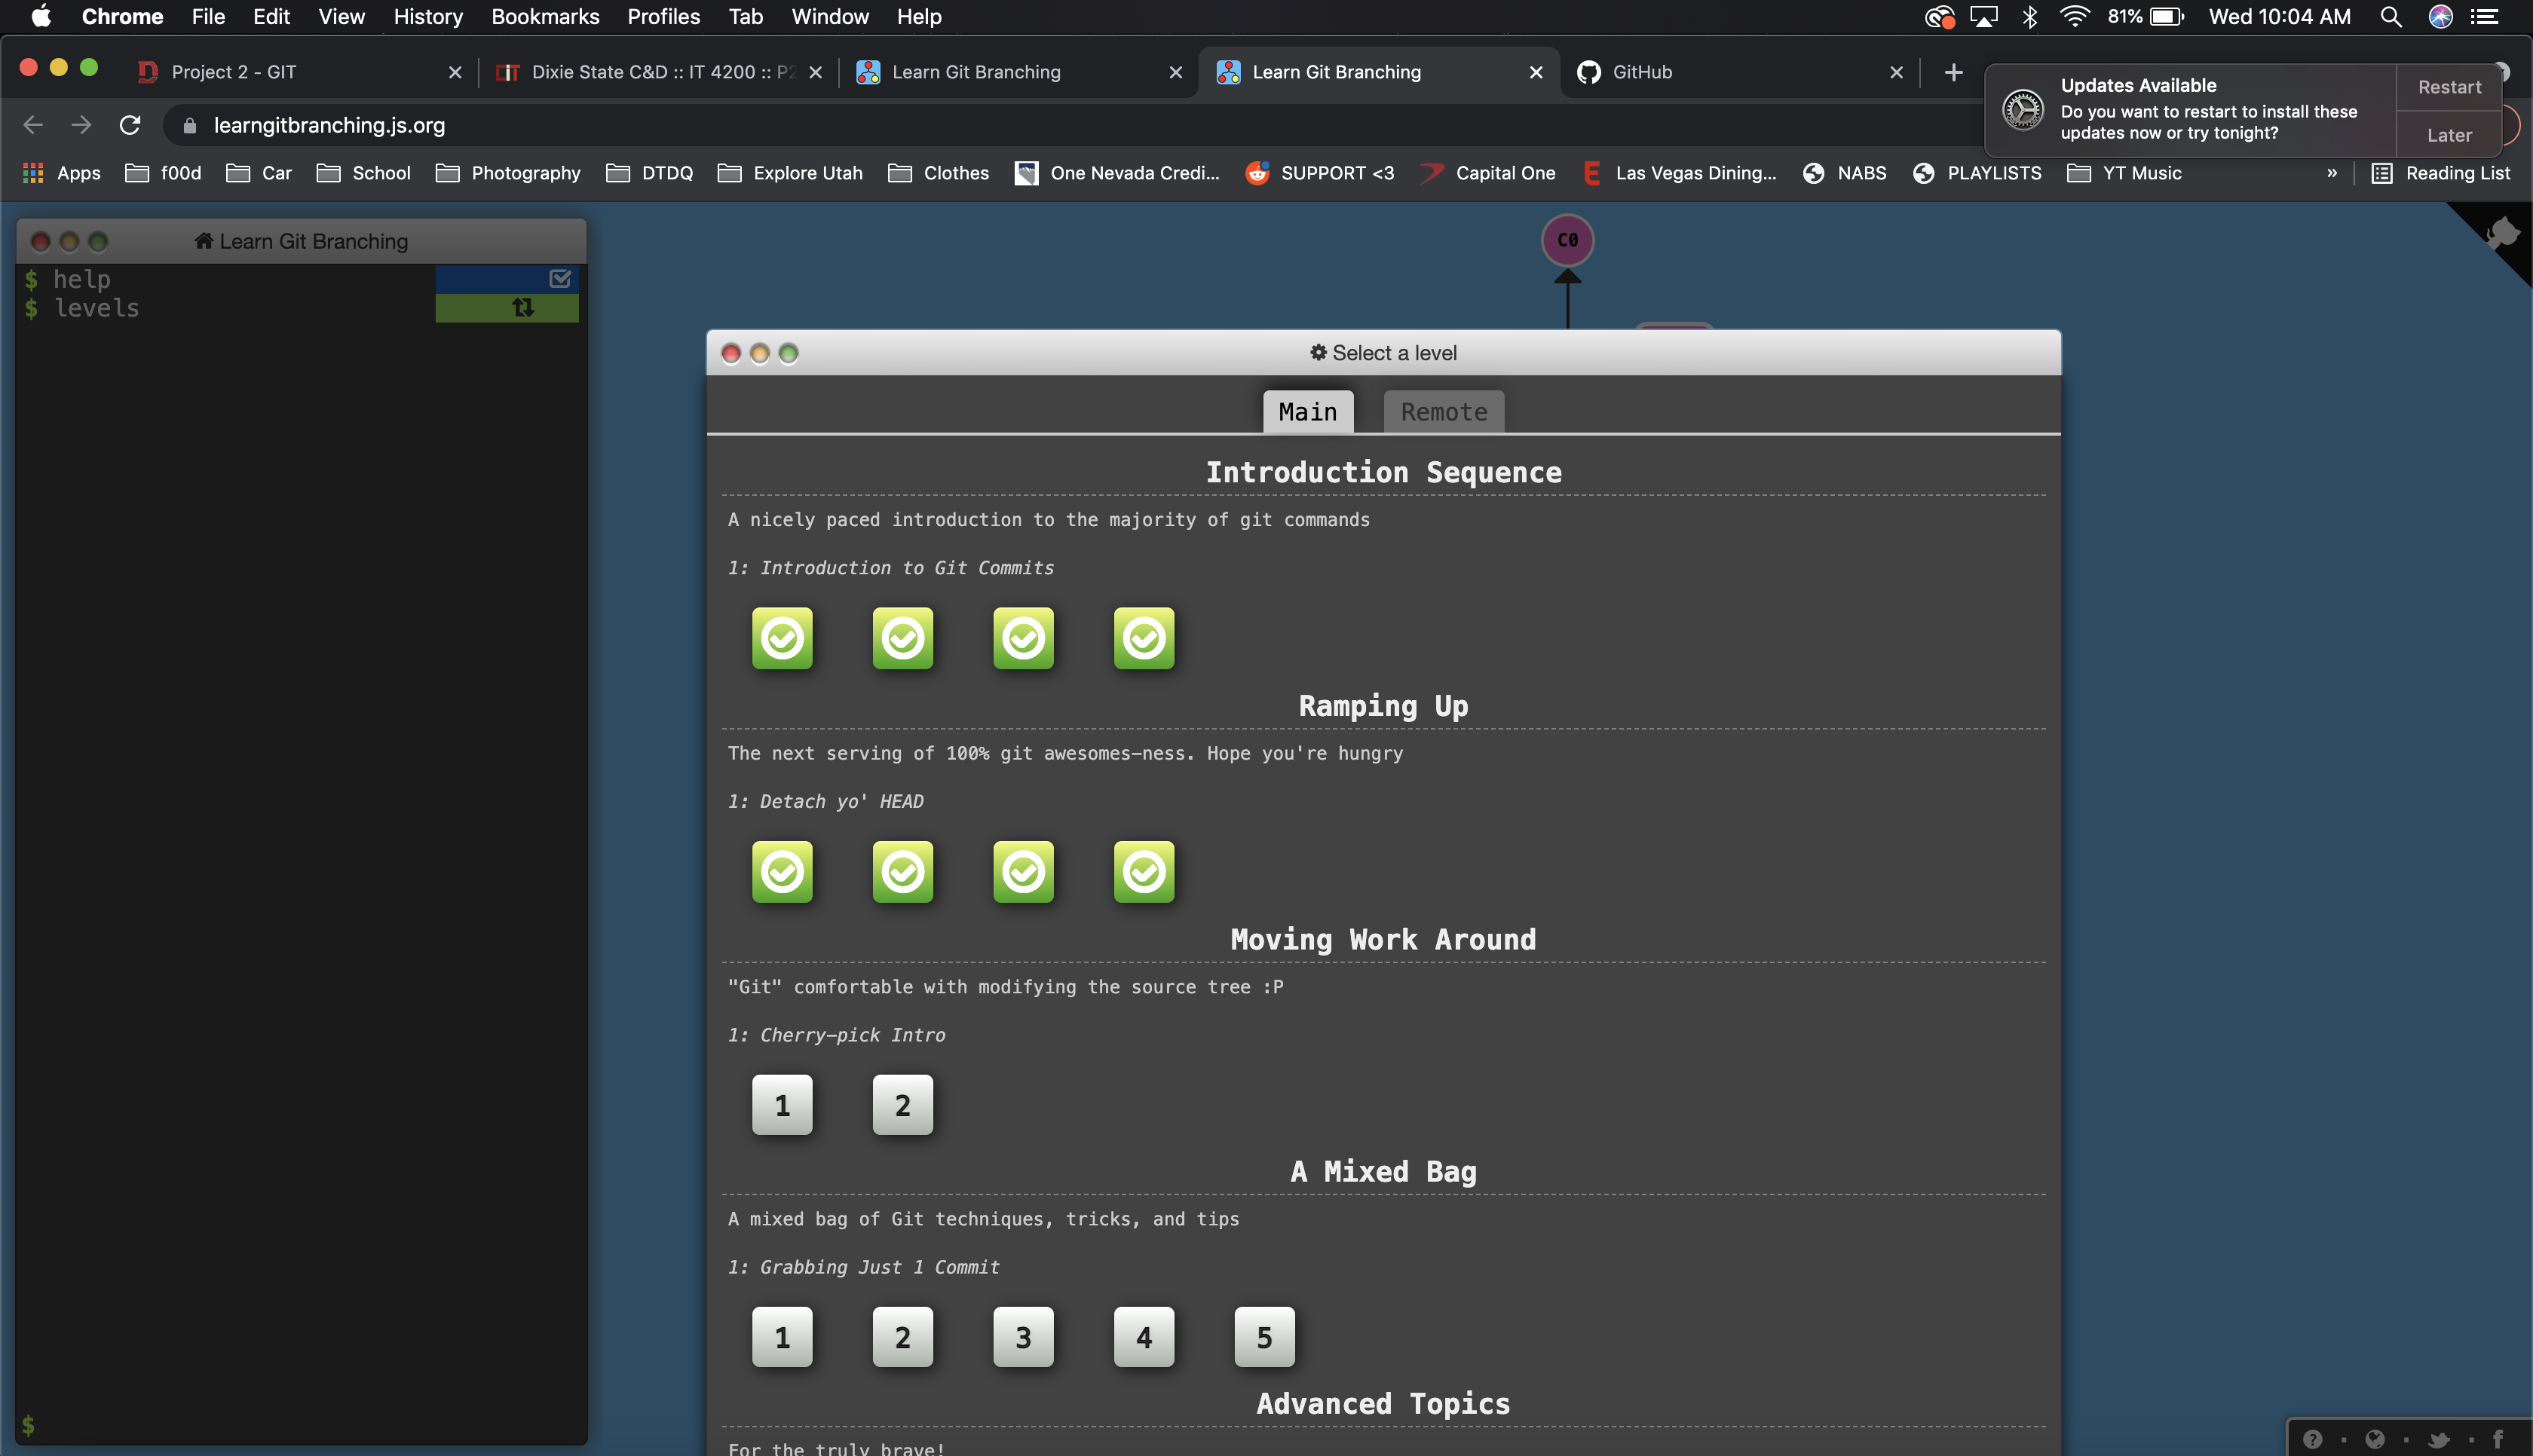 Chrome File Edit View History Bookmarks Profiles Tab Window Help 81% Wed 10:04 AM
Project 2 - GIT Dixie State C&D :: IT 4200 :: P2 Learn Git Branching Learn Git Branching GitHub
Updates Available Restart
Do you want to restart to install these
updates now or try tonight? Later
learngitbranching.js.org
Apps f00d Car School Photography DTDQ Explore Utah Clothes One Nevada Credi... SUPPORT <3 Capital One Las Vegas Dining... NABS PLAYLISTS YT Music » Reading List
Learn Git Branching
$ help
$ levels
$
C0
Select a level
Main Remote
Introduction Sequence
A nicely paced introduction to the majority of git commands
1: Introduction to Git Commits
Ramping Up
The next serving of 100% git awesomes-ness. Hope you're hungry
1: Detach yo' HEAD
Moving Work Around
"Git" comfortable with modifying the source tree :P
1: Cherry-pick Intro
1 2
A Mixed Bag
A mixed bag of Git techniques, tricks, and tips
1: Grabbing Just 1 Commit
1 2 3 4 5
Advanced Topics
For the truly brave!